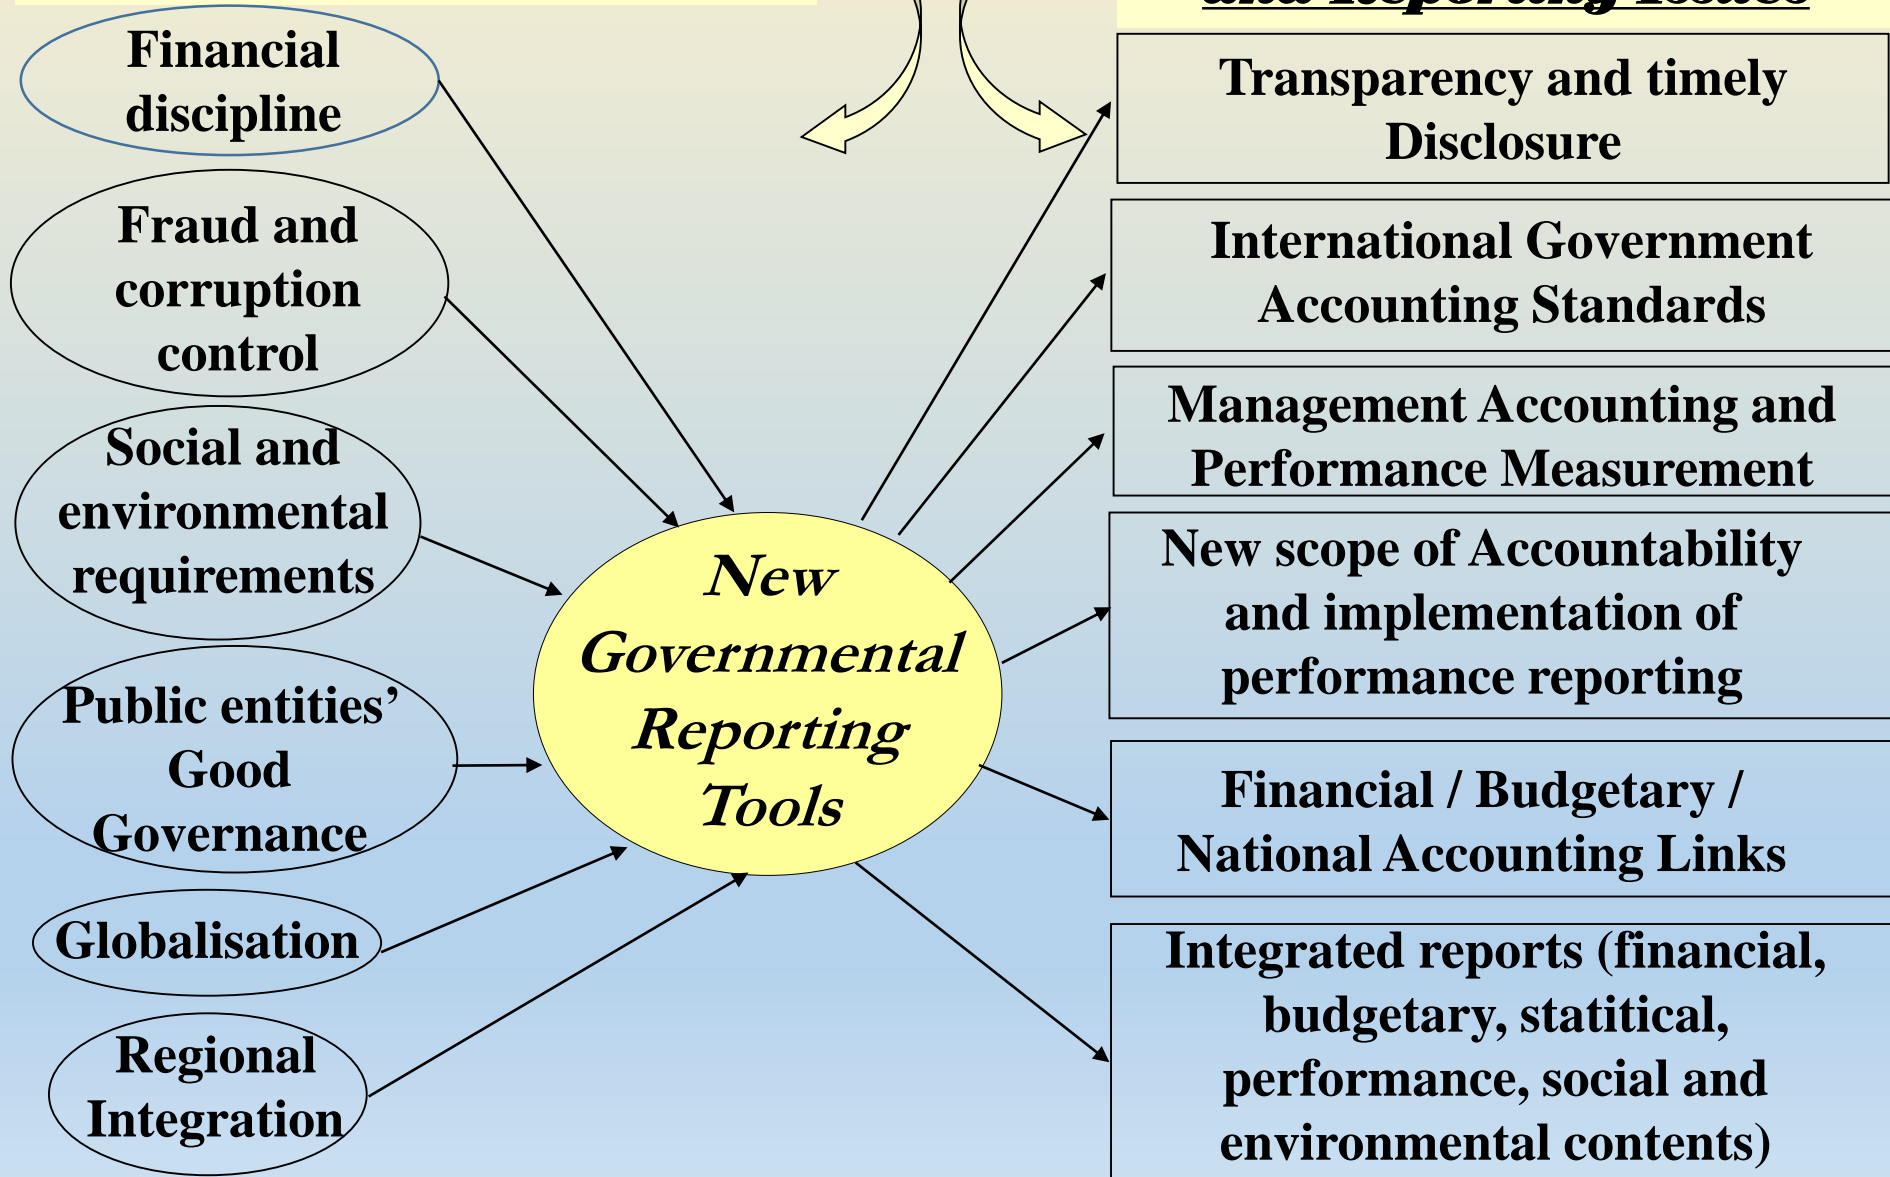 and Reporting Issues
Financial
discipline
Fraud and
corruption
control
Social and
environmental
requirements
Public entities’
Good
Governance
Globalisation
Regional
Integration
New
Governmental
Reporting
Tools
Transparency and timely
Disclosure
International Government
Accounting Standards
Management Accounting and
Performance Measurement
New scope of Accountability
and implementation of
performance reporting
Financial / Budgetary /
National Accounting Links
Integrated reports (financial,
budgetary, statitical,
performance, social and
environmental contents)